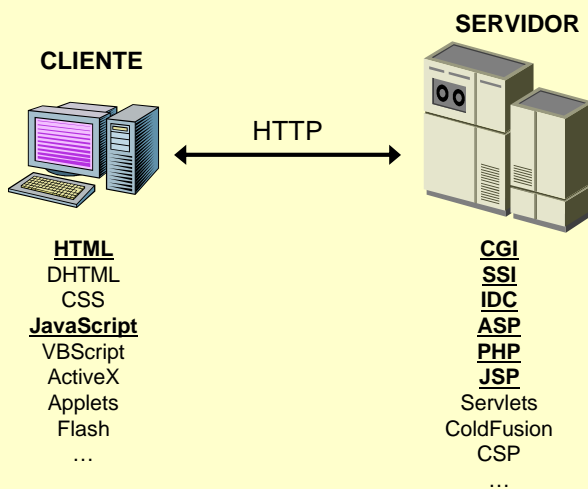 SERVIDOR
CLIENTE
HTTP
HTML
DHTML
CSS
JavaScript
VBScript
ActiveX
Applets
Flash
…
CGI
SSI
IDC
ASP
PHP
JSP
Servlets
ColdFusion
CSP
…